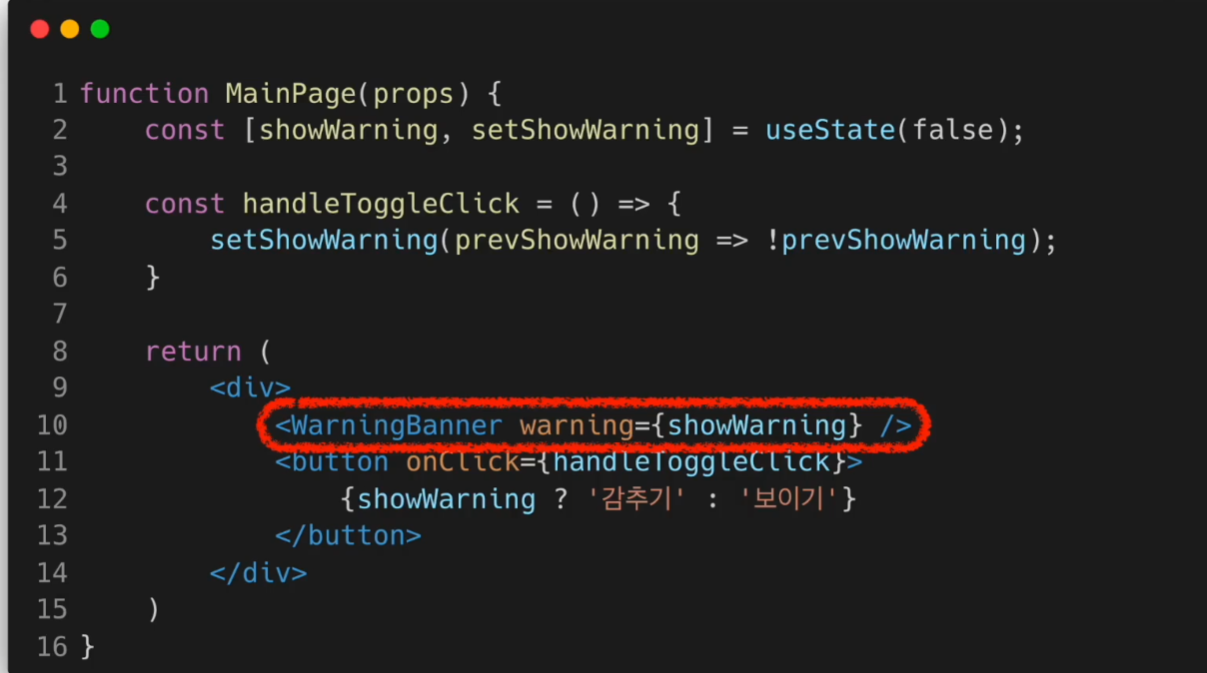 1 function MainPage(props) {
2 const [showWarning, setShowWarning] = useState(false);
3
4 const handleToggleClick = () => {
5 setShowWarning(prevShowWarning => !prevShowWarning);
6 }
7
8 return (
9 <div>
10 <WarningBanner warning={showWarning} />
11 <button onClick={handleToggleClick}>
12 {showWarning ? '감추기' : '보이기'}
13 </button>
14 </div>
15 )
16 }